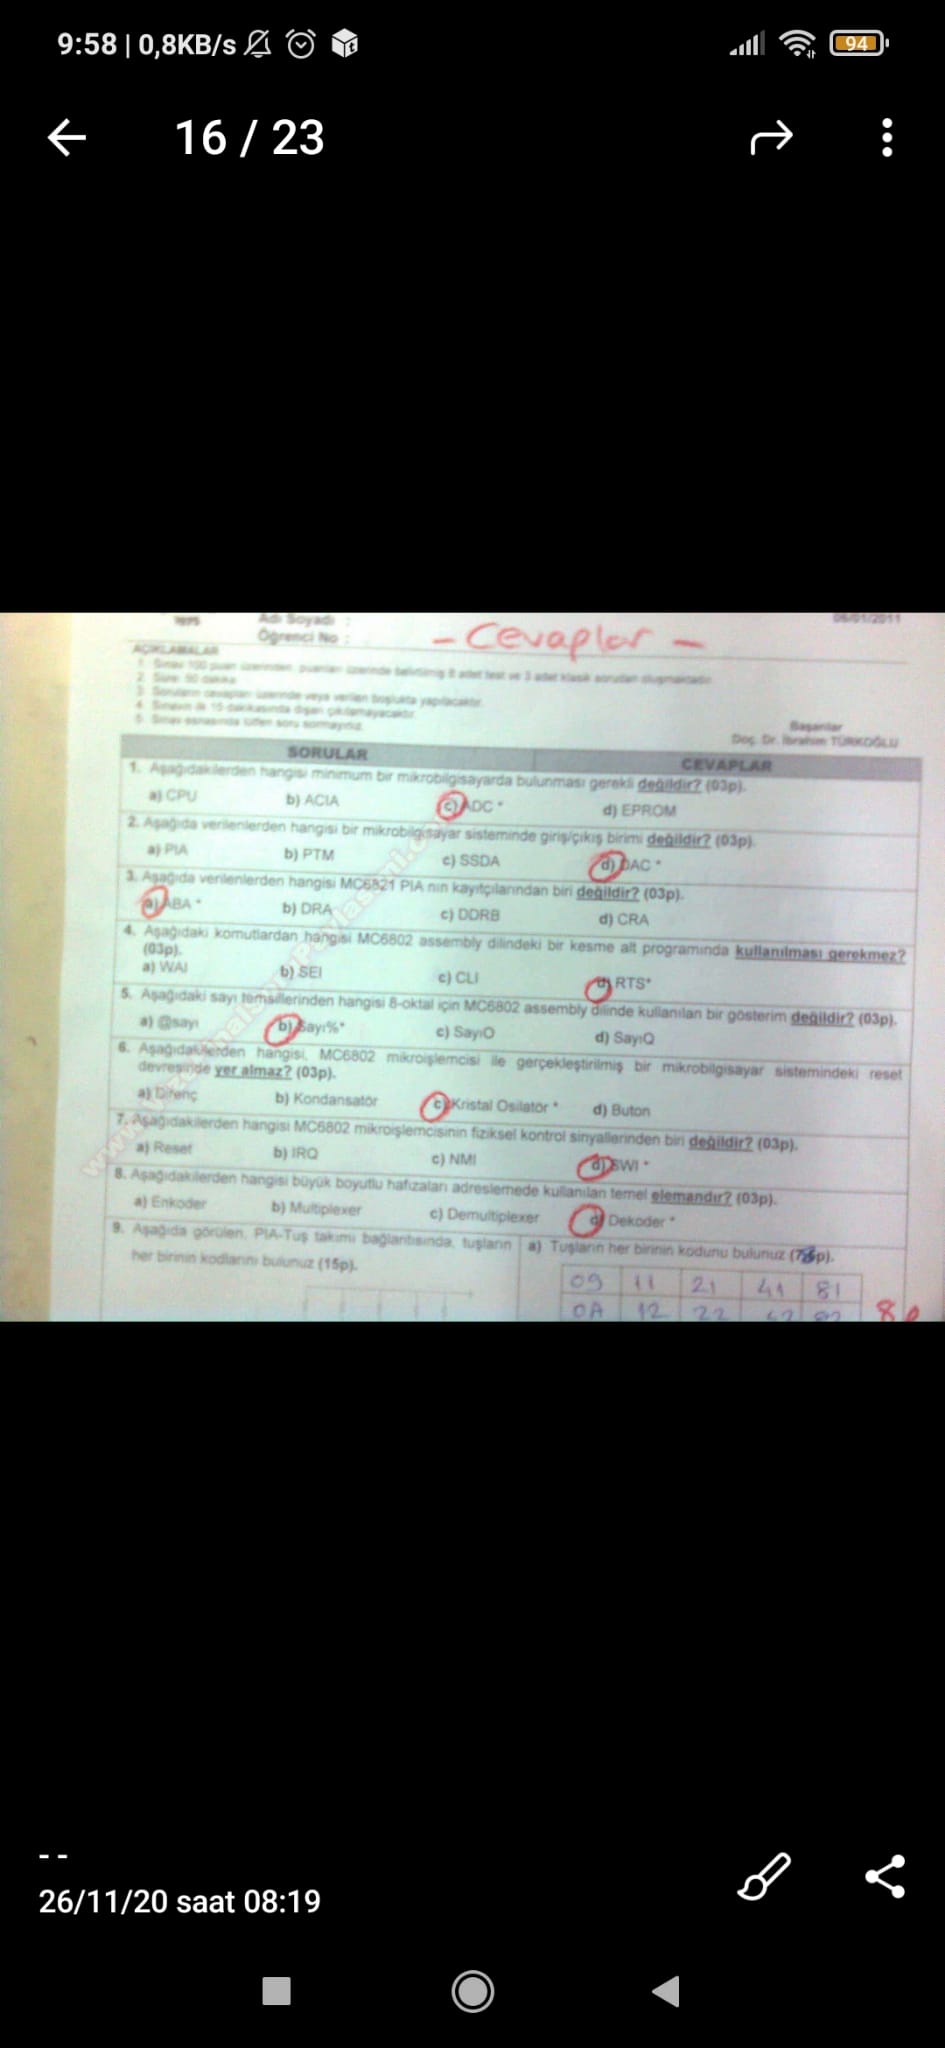 9:58 | 0,8KB/s
94
16 / 23
Adı Soyadı :
06/01/2011
Öğrenci No :
- Cevaplar -
AÇIKLAMALAR
1. Sınav 100 puan üzerinden, puanları üzerinde belirtilmiş 8 adet test ve 3 adet klasik sorudan oluşmaktadır.
2. Süre 90 dakika
3. Soruların cevapları üzerinde veya verilen boşlukta yapılacaktır.
4. Sınavın ilk 15 dakikasında dışarı çıkılamayacaktır.
5. Sınav esnasında lütfen soru sormayınız.
Başarılar
Doç. Dr. İbrahim TÜRKOĞLU
SORULAR
CEVAPLAR
1. Aşağıdakilerden hangisi minimum bir mikrobilgisayarda bulunması gerekli değildir? (03p).
a) CPU b) ACIA c) ADC * d) EPROM
2. Aşağıda verilenlerden hangisi bir mikrobilgisayar sisteminde giriş/çıkış birimi değildir? (03p)
a) PIA b) PTM c) SSDA d) DAC *
3. Aşağıda verilenlerden hangisi MC6821 PIA nın kayıtçılarından biri değildir? (03p).
a) ABA * b) DRA c) DDRB d) CRA
4. Aşağıdaki komutlardan hangisi MC6802 assembly dilindeki bir kesme alt programında kullanılması gerekmez?
(03p).
a) WAI b) SEI c) CLI d) RTS*
5. Aşağıdaki sayı temsillerinden hangisi 8-oktal için MC6802 assembly dilinde kullanılan bir gösterim değildir? (03p).
a) @sayı b) Sayı%* c) SayıO d) SayıQ
6. Aşağıdakilerden hangisi, MC6802 mikroişlemcisi ile gerçekleştirilmiş bir mikrobilgisayar sistemindeki reset
devresinde yer almaz? (03p).
a) Direnç b) Kondansatör c) Kristal Osilatör * d) Buton
7. Aşağıdakilerden hangisi MC6802 mikroişlemcisinin fiziksel kontrol sinyallerinden biri değildir? (03p).
a) Reset b) IRQ c) NMI d) SWI *
8. Aşağıdakilerden hangisi büyük boyutlu hafızaları adreslemede kullanılan temel elemandır? (03p).
a) Enkoder b) Multiplexer c) Demultiplexer d) Dekoder *
9. Aşağıda görülen, PIA-Tuş takımı bağlantısında, tuşların
her birinin kodlarını bulunuz (15p).
a) Tuşların her birinin kodunu bulunuz
09 11 21 41 81
0A 12 22 42 82
--
26/11/20 saat 08:19